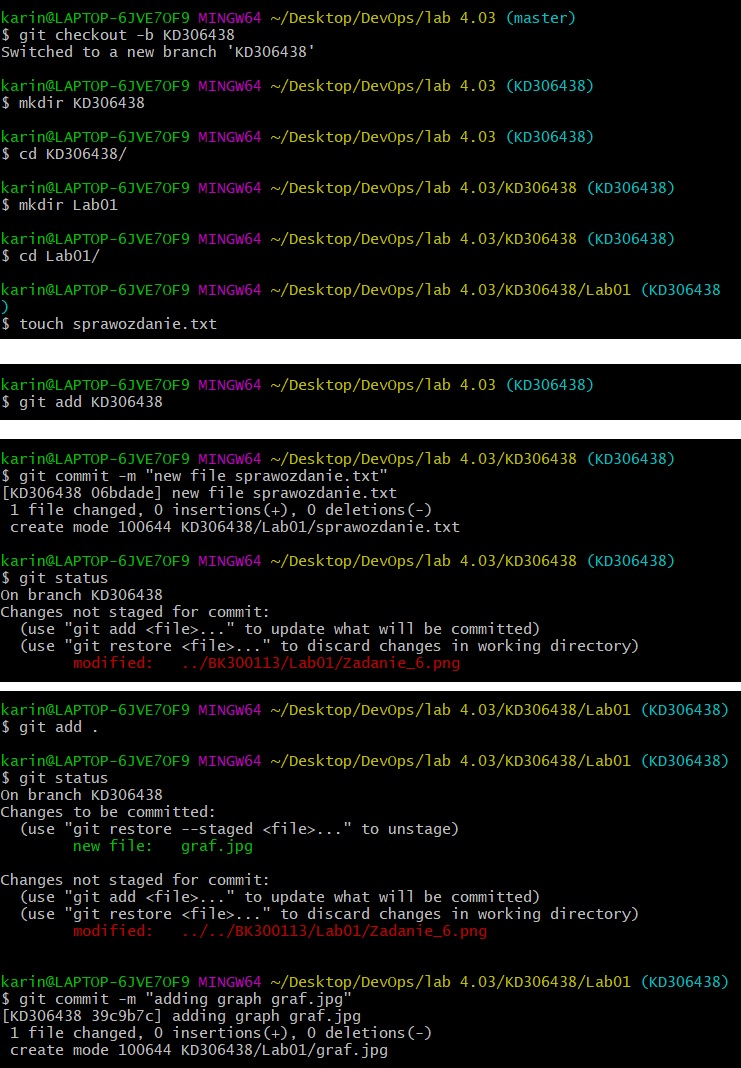 karin@LAPTOP-6JVE7OF9 MINGW64 ~/Desktop/DevOps/lab 4.03 (master)
$ git checkout -b KD306438
Switched to a new branch 'KD306438'
karin@LAPTOP-6JVE7OF9 MINGW64 ~/Desktop/DevOps/lab 4.03 (KD306438)
$ mkdir KD306438
karin@LAPTOP-6JVE7OF9 MINGW64 ~/Desktop/DevOps/lab 4.03 (KD306438)
$ cd KD306438/
karin@LAPTOP-6JVE7OF9 MINGW64 ~/Desktop/DevOps/lab 4.03/KD306438 (KD306438)
$ mkdir Lab01
karin@LAPTOP-6JVE7OF9 MINGW64 ~/Desktop/DevOps/lab 4.03/KD306438 (KD306438)
$ cd Lab01/
karin@LAPTOP-6JVE7OF9 MINGW64 ~/Desktop/DevOps/lab 4.03/KD306438/Lab01 (KD306438
)
$ touch sprawozdanie.txt
karin@LAPTOP-6JVE7OF9 MINGW64 ~/Desktop/DevOps/lab 4.03 (KD306438)
$ git add KD306438
karin@LAPTOP-6JVE7OF9 MINGW64 ~/Desktop/DevOps/lab 4.03/KD306438 (KD306438)
$ git commit -m "new file sprawozdanie.txt"
[KD306438 06bdade] new file sprawozdanie.txt
 1 file changed, 0 insertions(+), 0 deletions(-)
 create mode 100644 KD306438/Lab01/sprawozdanie.txt
karin@LAPTOP-6JVE7OF9 MINGW64 ~/Desktop/DevOps/lab 4.03/KD306438 (KD306438)
$ git status
On branch KD306438
Changes not staged for commit:
  (use "git add <file>..." to update what will be committed)
  (use "git restore <file>..." to discard changes in working directory)
        modified:   ../BK300113/Lab01/Zadanie_6.png
karin@LAPTOP-6JVE7OF9 MINGW64 ~/Desktop/DevOps/lab 4.03/KD306438/Lab01 (KD306438)
$ git add .
karin@LAPTOP-6JVE7OF9 MINGW64 ~/Desktop/DevOps/lab 4.03/KD306438/Lab01 (KD306438)
$ git status
On branch KD306438
Changes to be committed:
  (use "git restore --staged <file>..." to unstage)
        new file:   graf.jpg
Changes not staged for commit:
  (use "git add <file>..." to update what will be committed)
  (use "git restore <file>..." to discard changes in working directory)
        modified:   ../../BK300113/Lab01/Zadanie_6.png
karin@LAPTOP-6JVE7OF9 MINGW64 ~/Desktop/DevOps/lab 4.03/KD306438/Lab01 (KD306438)
$ git commit -m "adding graph graf.jpg"
[KD306438 39c9b7c] adding graph graf.jpg
 1 file changed, 0 insertions(+), 0 deletions(-)
 create mode 100644 KD306438/Lab01/graf.jpg